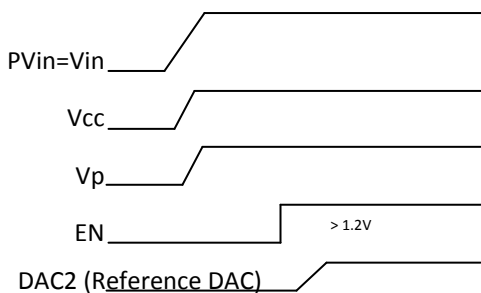 PVin=Vin
Vcc
Vp
EN
> 1.2V
DAC2 (Reference DAC)